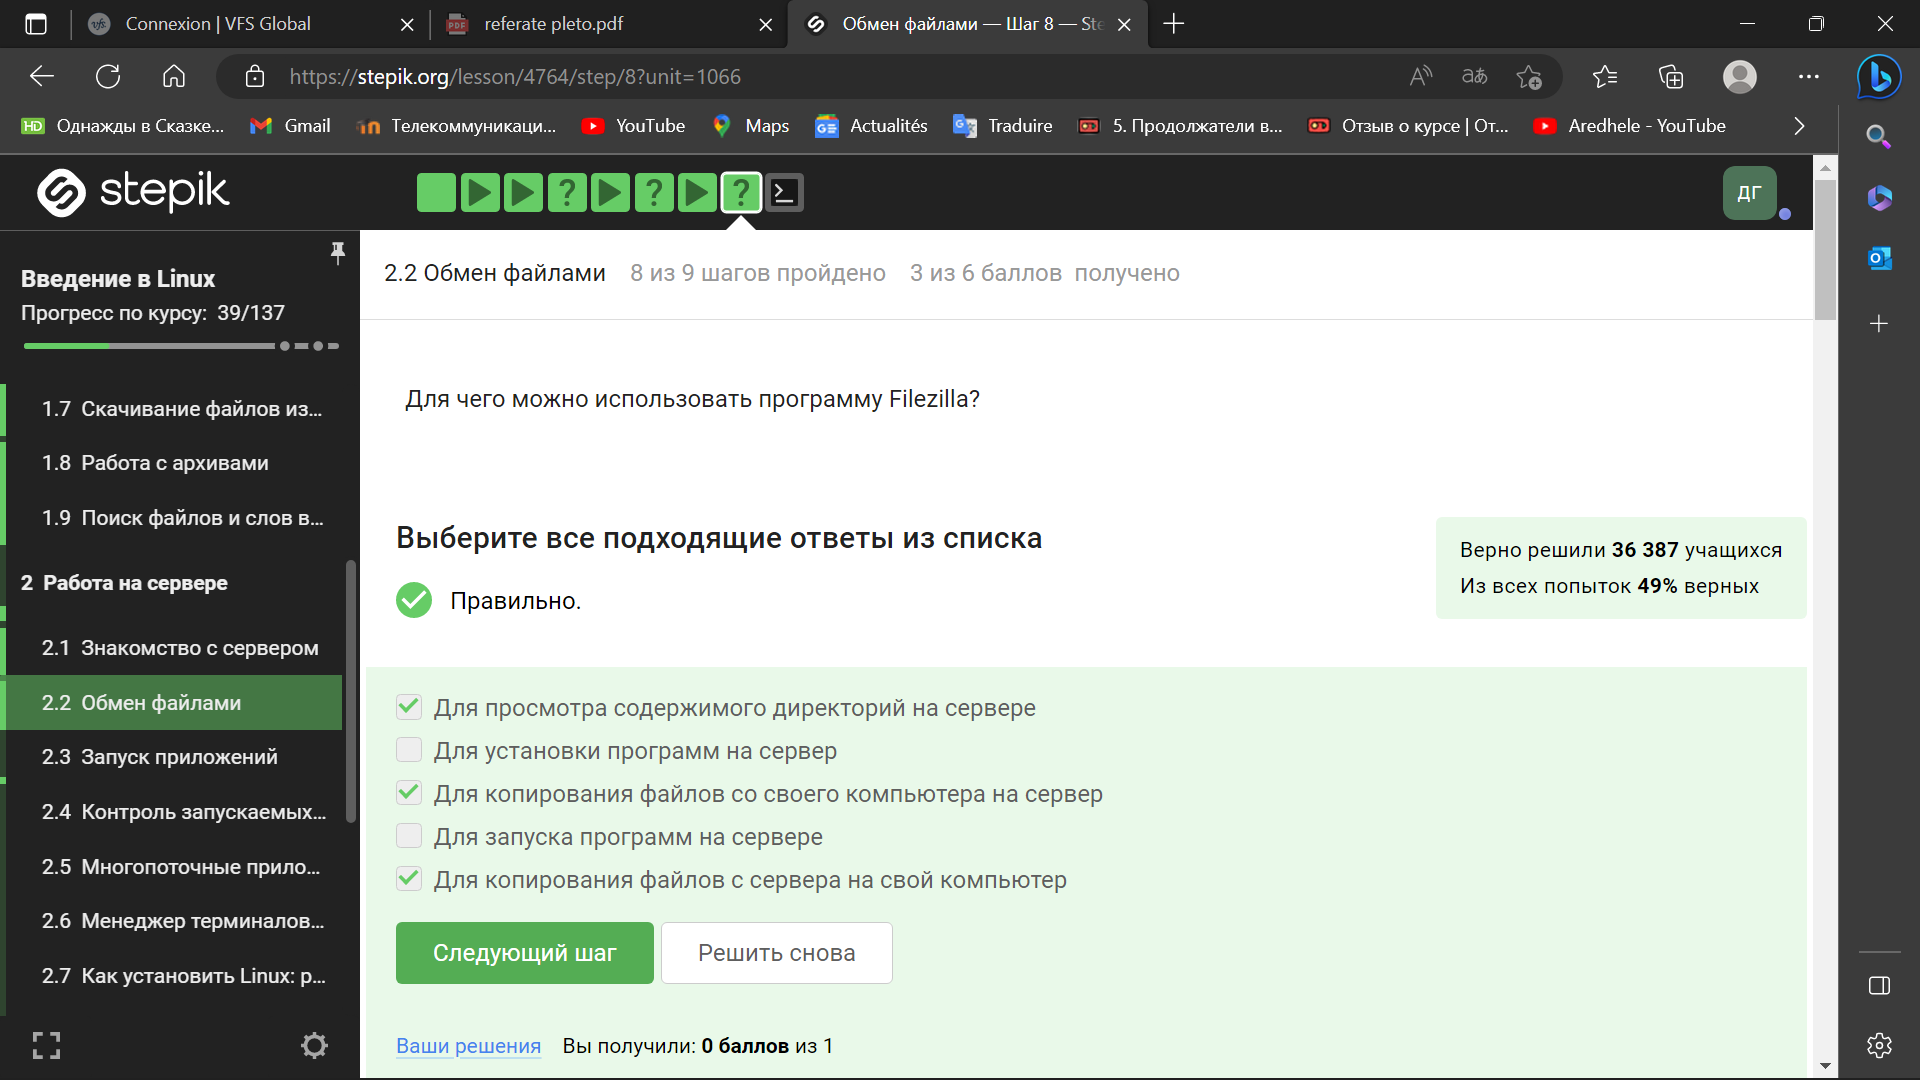 Connexion | VFS Global
referate pleto.pdf
Обмен файлами — Шаг 8 — Ste
https://stepik.org/lesson/4764/step/8?unit=1066
Однажды в Сказке...
Gmail
Телекоммуникаци...
YouTube
Maps
Actualités
Traduire
5. Продолжатели в...
Отзыв о курсе | От...
Aredhele - YouTube
stepik
ДГ
Введение в Linux
Прогресс по курсу: 39/137
1.7 Скачивание файлов из...
1.8 Работа с архивами
1.9 Поиск файлов и слов в...
2 Работа на сервере
2.1 Знакомство с сервером
2.2 Обмен файлами
2.3 Запуск приложений
2.4 Контроль запускаемых...
2.5 Многопоточные прило...
2.6 Менеджер терминалов...
2.7 Как установить Linux: р...
2.2 Обмен файлами 8 из 9 шагов пройдено 3 из 6 баллов получено
Для чего можно использовать программу Filezilla?
Выберите все подходящие ответы из списка
Правильно.
Верно решили 36 387 учащихся
Из всех попыток 49% верных
Для просмотра содержимого директорий на сервере
Для установки программ на сервер
Для копирования файлов со своего компьютера на сервер
Для запуска программ на сервере
Для копирования файлов с сервера на свой компьютер
Следующий шаг
Решить снова
Ваши решения Вы получили: 0 баллов из 1